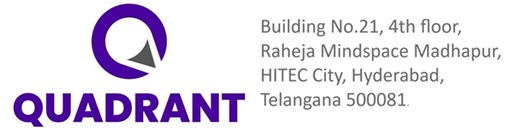 QUADRANT
Building No.21, 4th floor,
Raheja Mindspace Madhapur,
HITEC City, Hyderabad,
Telangana 500081.